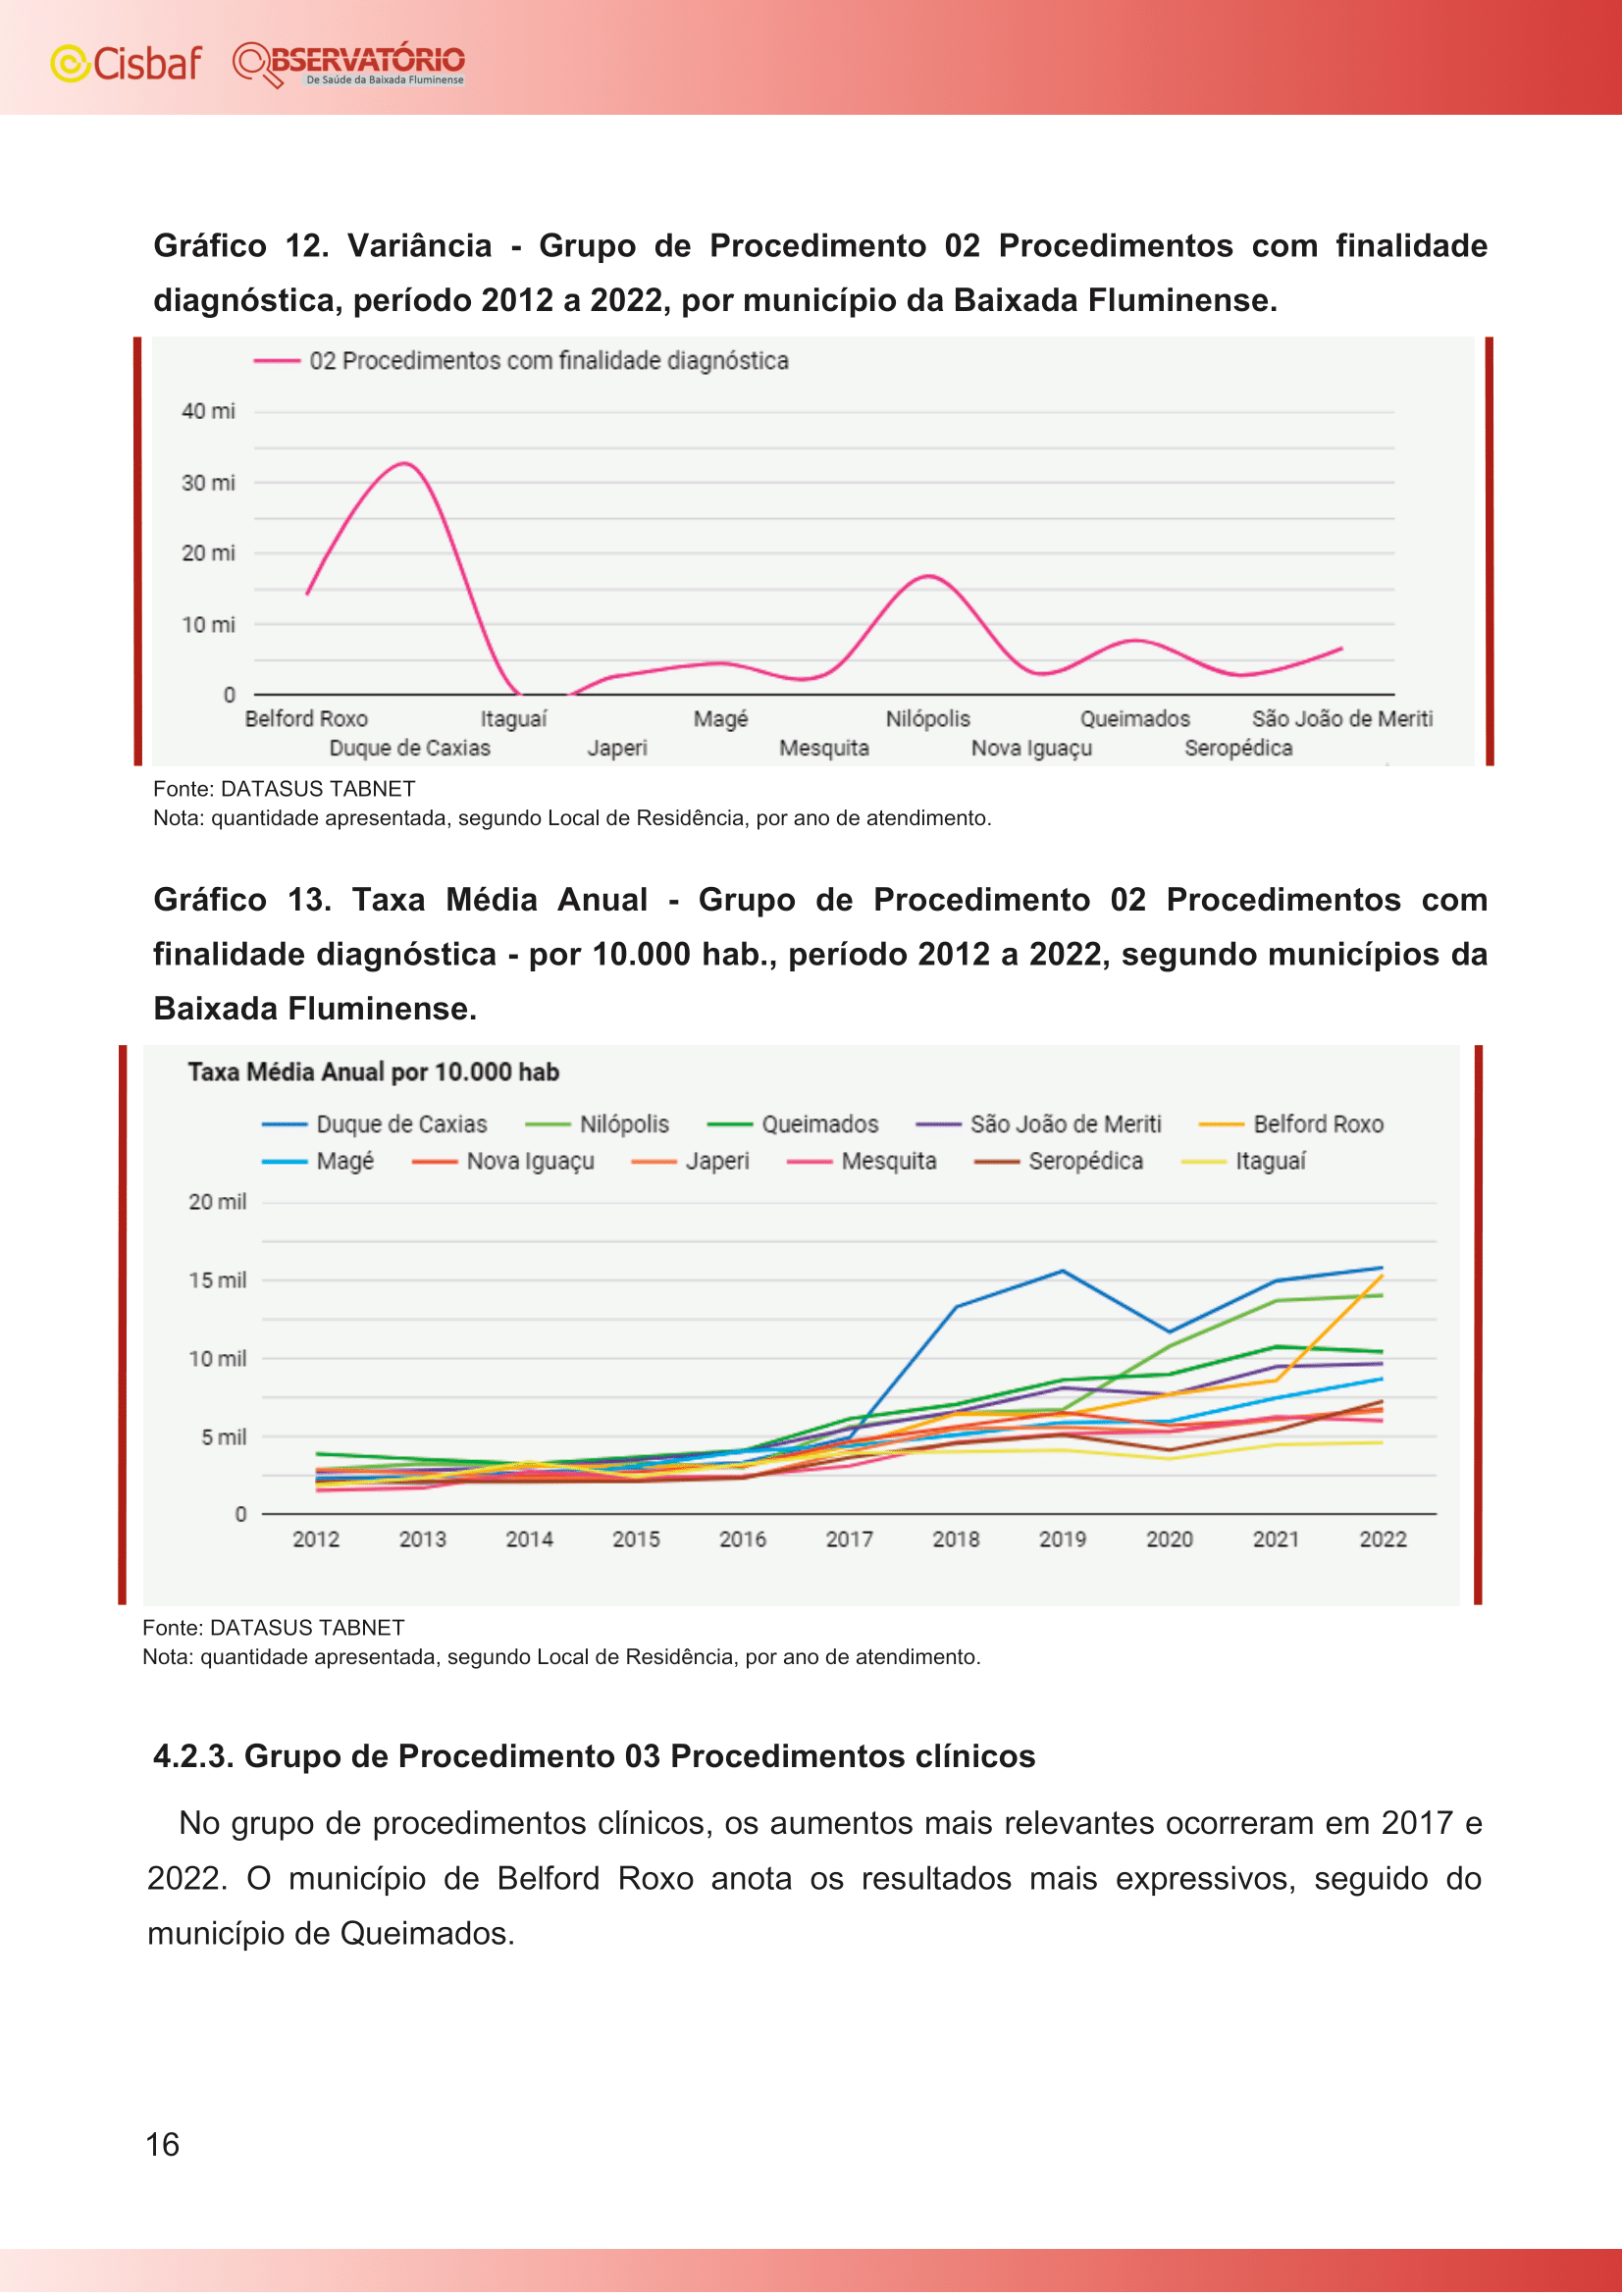 Cisbaf OBSERVATÓRIO
De Saúde da Baixada Fluminense
Gráfico 12. Variância - Grupo de Procedimento 02 Procedimentos com finalidade
diagnóstica, período 2012 a 2022, por município da Baixada Fluminense.
02 Procedimentos com finalidade diagnóstica
40 mi
30 mi
20 mi
10 mi
0
Belford Roxo Itaguaí Magé Nilópolis Queimados São João de Meriti
Duque de Caxias Japeri Mesquita Nova Iguaçu Seropédica
Fonte: DATASUS TABNET
Nota: quantidade apresentada, segundo Local de Residência, por ano de atendimento.
Gráfico 13. Taxa Média Anual - Grupo de Procedimento 02 Procedimentos com
finalidade diagnóstica - por 10.000 hab., período 2012 a 2022, segundo municípios da
Baixada Fluminense.
Taxa Média Anual por 10.000 hab
Duque de Caxias Nilópolis Queimados São João de Meriti Belford Roxo
Magé Nova Iguaçu Japeri Mesquita Seropédica Itaguaí
20 mil
15 mil
10 mil
5 mil
0
2012 2013 2014 2015 2016 2017 2018 2019 2020 2021 2022
Fonte: DATASUS TABNET
Nota: quantidade apresentada, segundo Local de Residência, por ano de atendimento.
4.2.3. Grupo de Procedimento 03 Procedimentos clínicos
No grupo de procedimentos clínicos, os aumentos mais relevantes ocorreram em 2017 e
2022. O município de Belford Roxo anota os resultados mais expressivos, seguido do
município de Queimados.
16